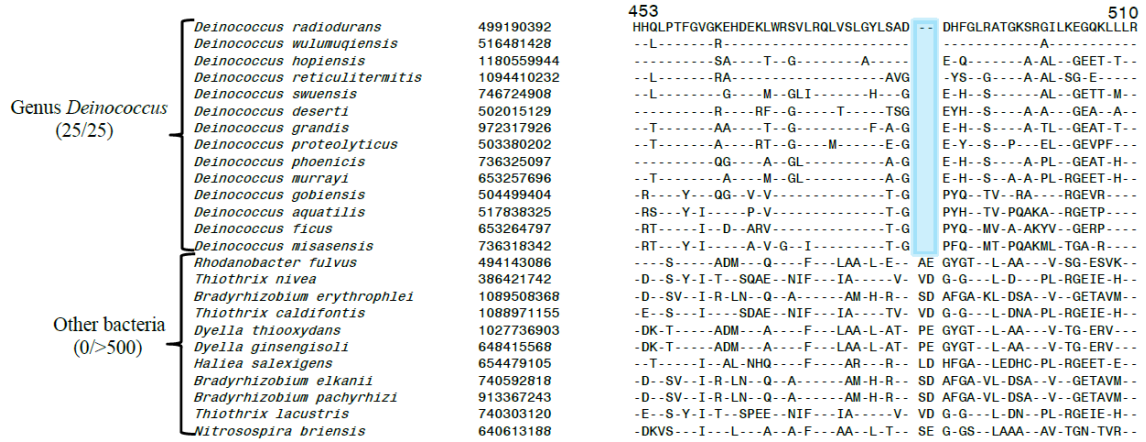 453 510
Deinococcus radiodurans 499190392 HHQLPTFGVGKEHDEKLWRSVLRQLVSLGYLSAD -- DHFGLRATGKSRGILKEGQKLLLR
Deinococcus wulumuqiensis 516481428 --L-------R----------------------- ------------A-----------
Deinococcus hopiensis 1180559944 ----------SA----T--G--------A----- E-Q-------A-AL--GEET-T--
Deinococcus reticulitermitis 1094410232 --L-------RA-------------------AVG -YS--G----A-AL-SG-E-----
Deinococcus swuensis 746724908 --L-------G-----M--GLI-------H---G E-H--S----A-AL--GETT-M--
Deinococcus deserti 502015129 ----------R----RF--G-----T-----TSG EYH--S----A-A---GEA--A--
Genus Deinococcus
(25/25)
Deinococcus grandis 972317926 --T-------AA----T--G---------F-A-G E-H--S----A-TL--GEAT-T--
Deinococcus proteolyticus 503380202 --T-------A----RT--G----M------E-G E-Y--S--P---EL--GEVPF---
Deinococcus phoenicis 736325097 ----------QG----A--GL----------A-G E-H--S----A-PL--GEAT-H--
Deinococcus murrayi 653257696 --T-------A-----M--GL----------A-G E-H--S----A-PL-RGEET-H--
Deinococcus gobiensis 504499404 -R----Y---QG--V-V--------------T-G PYQ--TV--RA----RGEVR----
Deinococcus aquatilis 517838325 -RS---Y-I-----P-V--------------T-G PYH--TV-PQAKA--RGETP----
Deinococcus ficus 653264797 -RT---Y-I--D--ARV--------------T-G PYQ--MV-A-AKYV--GERP----
Deinococcus misasensis 736318342 -RT---Y-I-----A-V--G-I---------T-G PFQ--MT-PQAKML-TGA-R----
Rhodanobacter fulvus 494143086 ----S-----ADM---Q-A---F---LAA-L-E-- AE GYGT--L-AA---V-SG-ESVK--
Thiothrix nivea 386421742 -D--S-Y-I-T--SQAE--NIF---IA-----V- VD G-G---L-D---PL-RGEIE-H--
Bradyrhizobium erythrophlei 1089508368 -D--SV--I-R-LN---Q--A-----AM-H-R-- SD AFGA-KL-DSA--V--GETAVM--
Thiothrix caldifontis 1088971155 -E--S---I----SDAE--NIF---IA----TV- VD G-G---L-D---PL-RGEIE-H--
Other bacteria
(0/>500)
Dyella thiooxydans 1027736903 -DK-T-----ADM-----A---F---LAA-L-AT- PE GYGT--L-AA---V-TG-ERV---
Dyella ginsengisoli 648415568 -DK-T-----ADM-----A---F---LAA-L-AT- PE GYGT--L-AA---V-TG-ERV---
Haliea salexigens 654479105 --T-----I--AL-NHQ---F----AR---R--- LD HFGA--LEDHC-PL-RGEET-E--
Bradyrhizobium elkanii 740592818 -D--SV--I-R-LN---Q--A-----AM-H-R-- SD AFGA-VL-DSA--V--GETAVM--
Bradyrhizobium pachyrhizi 913367243 -D--SV--I-R-LN---Q--A-----AM-H-R-- SD AFGA-VL-DSA--V--GETAVM--
Thiothrix lacustris 740303120 -E--S-Y-I-T--SPEE--NIF---IA-----V- VD G-G---L-DN--PL-RGEIE-H--
Nitrosospira briensis 640613188 -DKVS---I---L--AS---A----A-----T-- SE G-GS--LAAA--AV-TGN-TVR--